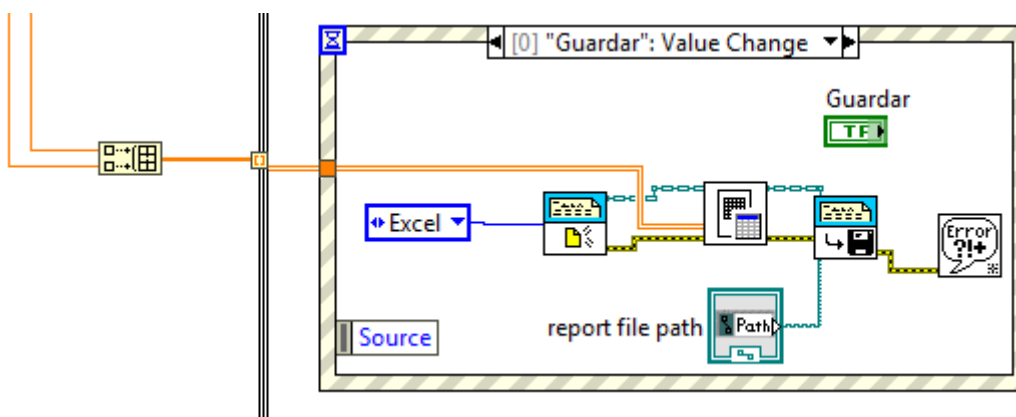 [0] "Guardar": Value Change
Guardar
TF
Excel
Error
?!+
report file path
Path
Source